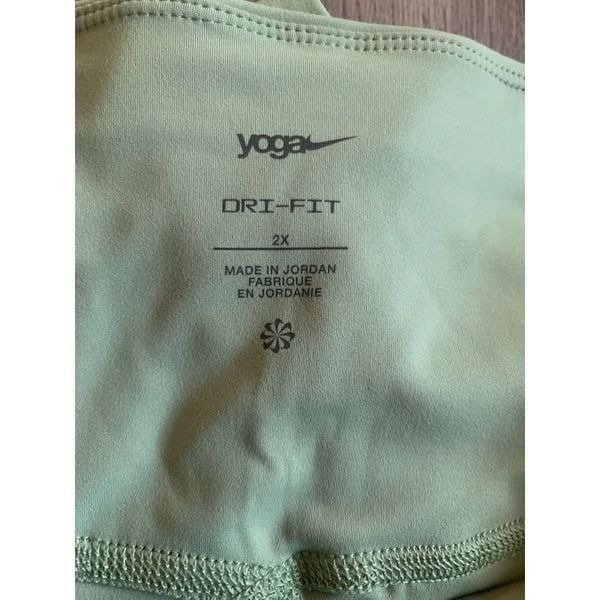 yoga
DRI-FIT
2X
MADE IN JORDAN
FABRIQUE
EN JORDANIE